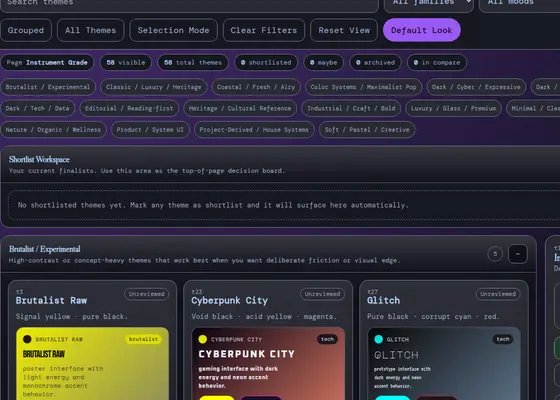 Search themes All families All moods
Grouped All Themes Selection Mode Clear Filters Reset View Default Look
Page Instrument Grade 58 visible 58 total themes 0 shortlisted 0 maybe 0 archived 0 in compare
Brutalist / Experimental Classic / Luxury / Heritage Coastal / Fresh / Airy Color Systems / Maximalist Pop Dark / Cyber / Expressive Dark /
Dark / Tech / Data Editorial / Reading-first Heritage / Cultural Reference Industrial / Craft / Bold Luxury / Glass / Premium Minimal / Clea
Nature / Organic / Wellness Product / System UI Project-Derived / House Systems Soft / Pastel / Creative
Shortlist Workspace
Your current finalists. Use this area as the top-of-page decision board.
No shortlisted themes yet. Mark any theme as shortlist and it will surface here automatically.
Brutalist / Experimental
High-contrast or concept-heavy themes that work best when you want deliberate friction or visual edge.
5 −
t3 Unreviewed
Brutalist Raw
Signal yellow · pure black.
BRUTALIST RAW brutalist
BRUTALIST RAW
poster interface with
light energy and
monochrome accent
behavior.
t23 Unreviewed
Cyberpunk City
Void black · acid yellow · magenta.
CYBERPUNK CITY tech
CYBERPUNK CITY
gaming interface with dark
energy and neon accent
behavior.
t27 Unreviewed
Glitch
Pure black · corrupt cyan · red.
GLITCH tech
GLITCH
prototype interface with
dark energy and neon
accent behavior.